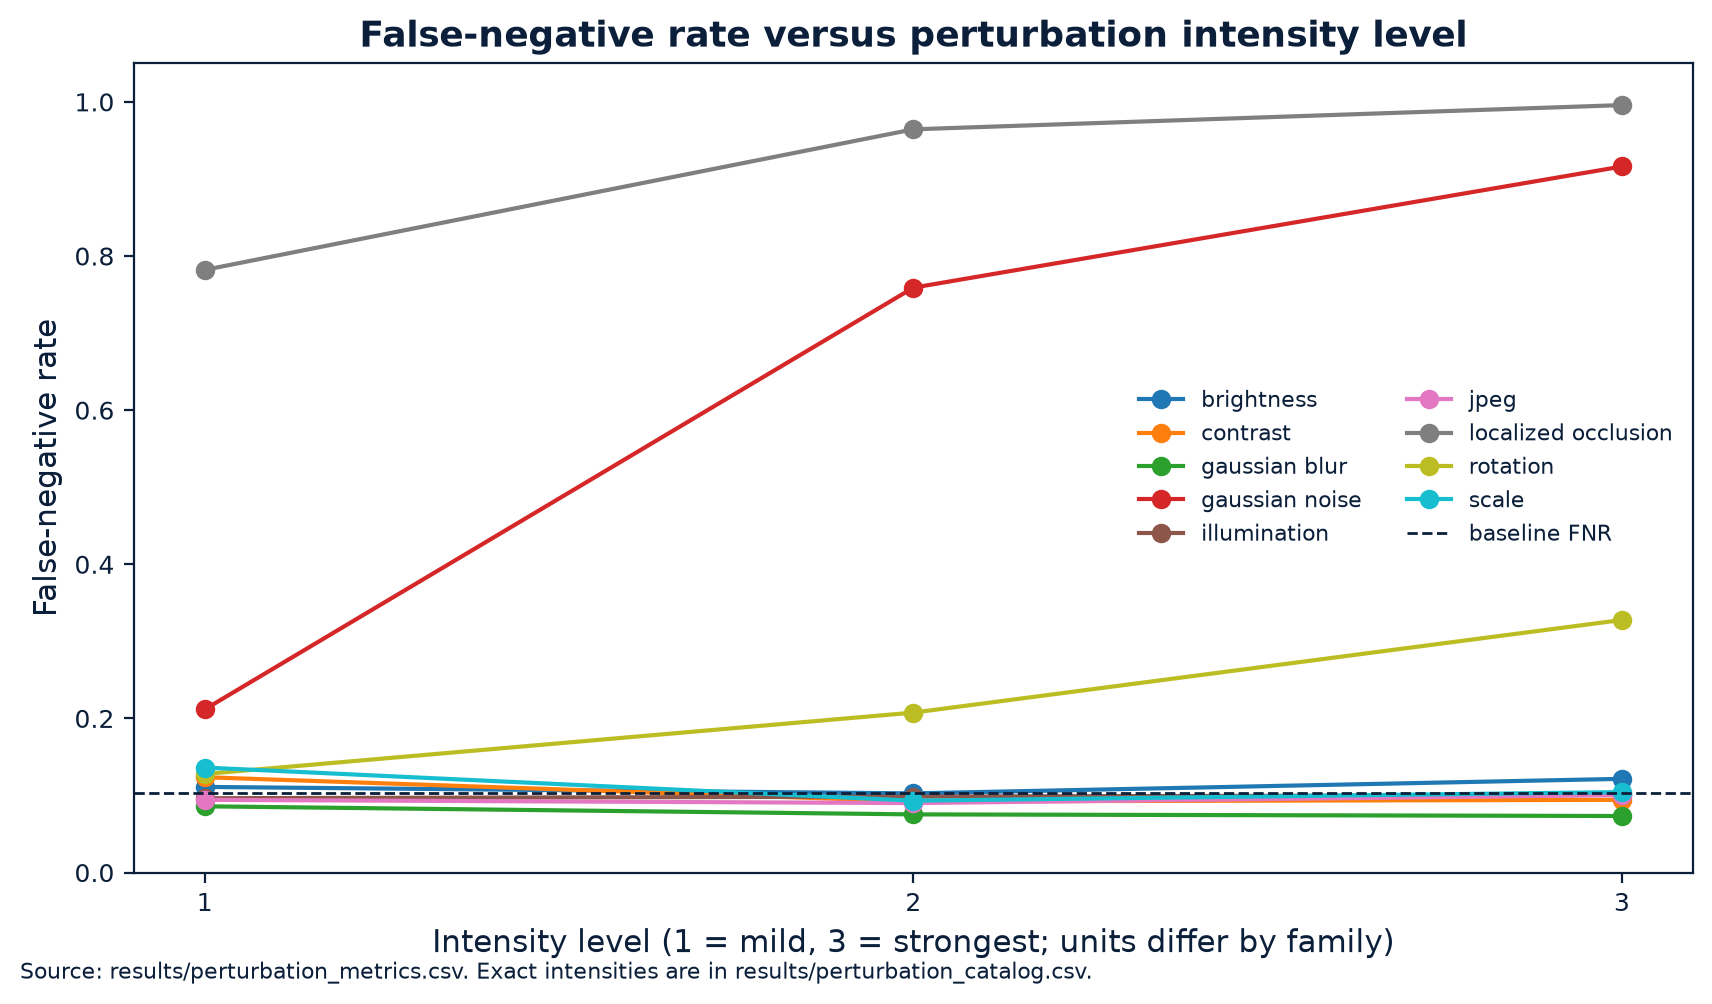 False-negative rate versus perturbation intensity level
False-negative rate
1.0
0.8
0.6
0.4
0.2
0.0
brightness
contrast
gaussian blur
gaussian noise
illumination
jpeg
localized occlusion
rotation
scale
baseline FNR
1
2
3
Intensity level (1 = mild, 3 = strongest; units differ by family)
Source: results/perturbation_metrics.csv. Exact intensities are in results/perturbation_catalog.csv.